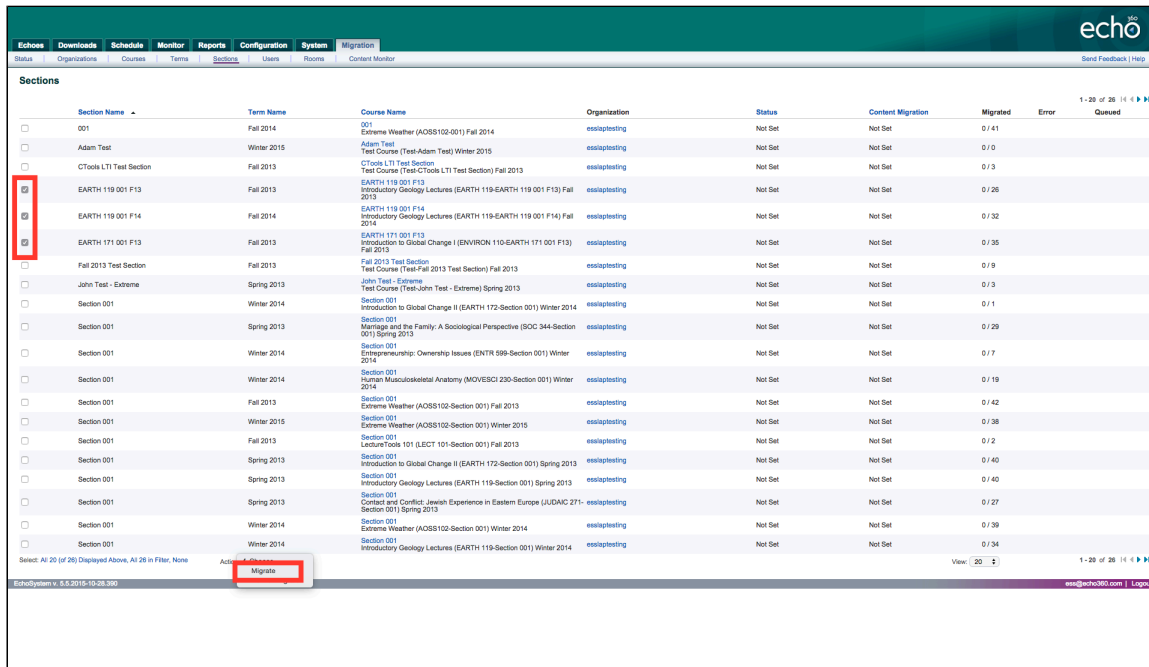 echo360
Echoes Downloads Schedule Monitor Reports Configuration System Migration
Status Organizations Courses Terms Sections Users Rooms Content Monitor Send Feedback | Help
Sections
1 - 20 of 26
Section Name Term Name Course Name Organization Status Content Migration Migrated Error Queued
001 Fall 2014 001 esslaptesting Not Set Not Set 0 / 41
Extreme Weather (AOSS102-001) Fall 2014
Adam Test Winter 2015 Adam Test esslaptesting Not Set Not Set 0 / 0
Test Course (Test-Adam Test) Winter 2015
CTools LTI Test Section Fall 2013 CTools LTI Test Section esslaptesting Not Set Not Set 0 / 3
Test Course (Test-CTools LTI Test Section) Fall 2013
EARTH 119 001 F13 Fall 2013 EARTH 119 001 F13 esslaptesting Not Set Not Set 0 / 26
Introductory Geology Lectures (EARTH 119-EARTH 119 001 F13) Fall
2013
EARTH 119 001 F14 Fall 2014 EARTH 119 001 F14 esslaptesting Not Set Not Set 0 / 32
Introductory Geology Lectures (EARTH 119-EARTH 119 001 F14) Fall
2014
EARTH 171 001 F13 Fall 2013 EARTH 171 001 F13 esslaptesting Not Set Not Set 0 / 35
Introduction to Global Change I (ENVIRON 110-EARTH 171 001 F13)
Fall 2013
Fall 2013 Test Section Fall 2013 Fall 2013 Test Section esslaptesting Not Set Not Set 0 / 9
Test Course (Test-Fall 2013 Test Section) Fall 2013
John Test - Extreme Spring 2013 John Test - Extreme esslaptesting Not Set Not Set 0 / 3
Test Course (Test-John Test - Extreme) Spring 2013
Section 001 Winter 2014 Section 001 esslaptesting Not Set Not Set 0 / 1
Introduction to Global Change II (EARTH 172-Section 001) Winter 2014
Section 001 Spring 2013 Section 001 esslaptesting Not Set Not Set 0 / 29
Marriage and the Family: A Sociological Perspective (SOC 344-Section
001) Spring 2013
Section 001 Winter 2014 Section 001 esslaptesting Not Set Not Set 0 / 7
Entrepreneurship: Ownership Issues (ENTR 599-Section 001) Winter
2014
Section 001 Winter 2014 Section 001 esslaptesting Not Set Not Set 0 / 19
Human Musculoskeletal Anatomy (MOVESCI 230-Section 001) Winter
2014
Section 001 Fall 2013 Section 001 esslaptesting Not Set Not Set 0 / 42
Extreme Weather (AOSS102-Section 001) Fall 2013
Section 001 Winter 2015 Section 001 esslaptesting Not Set Not Set 0 / 38
Extreme Weather (AOSS102-Section 001) Winter 2015
Section 001 Fall 2013 Section 001 esslaptesting Not Set Not Set 0 / 2
LectureTools 101 (LECT 101-Section 001) Fall 2013
Section 001 Spring 2013 Section 001 esslaptesting Not Set Not Set 0 / 40
Introduction to Global Change II (EARTH 172-Section 001) Spring 2013
Section 001 Spring 2013 Section 001 esslaptesting Not Set Not Set 0 / 40
Introductory Geology Lectures (EARTH 119-Section 001) Spring 2013
Section 001 Spring 2013 Section 001 esslaptesting Not Set Not Set 0 / 27
Contact and Conflict: Jewish Experience in Eastern Europe (JUDAIC 271-
Section 001) Spring 2013
Section 001 Winter 2014 Section 001 esslaptesting Not Set Not Set 0 / 39
Extreme Weather (AOSS102-Section 001) Winter 2014
Section 001 Winter 2014 Section 001 esslaptesting Not Set Not Set 0 / 34
Introductory Geology Lectures (EARTH 119-Section 001) Winter 2014
Select: All 20 (of 26) Displayed Above, All 26 in Filter, None Actio View: 20 1 - 20 of 26
Migrate
EchoSystem v. 5.5.2015-10-28.390 ess@echo360.com | Logou